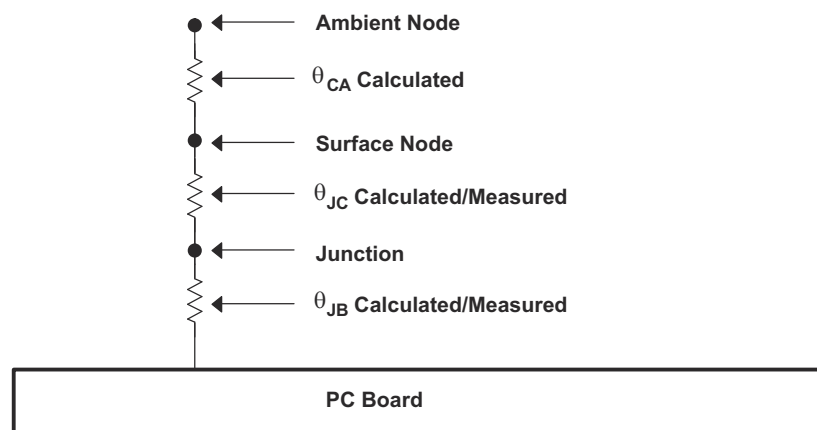 Ambient Node
θCA Calculated
Surface Node
θJC Calculated/Measured
Junction
θJB Calculated/Measured
PC Board